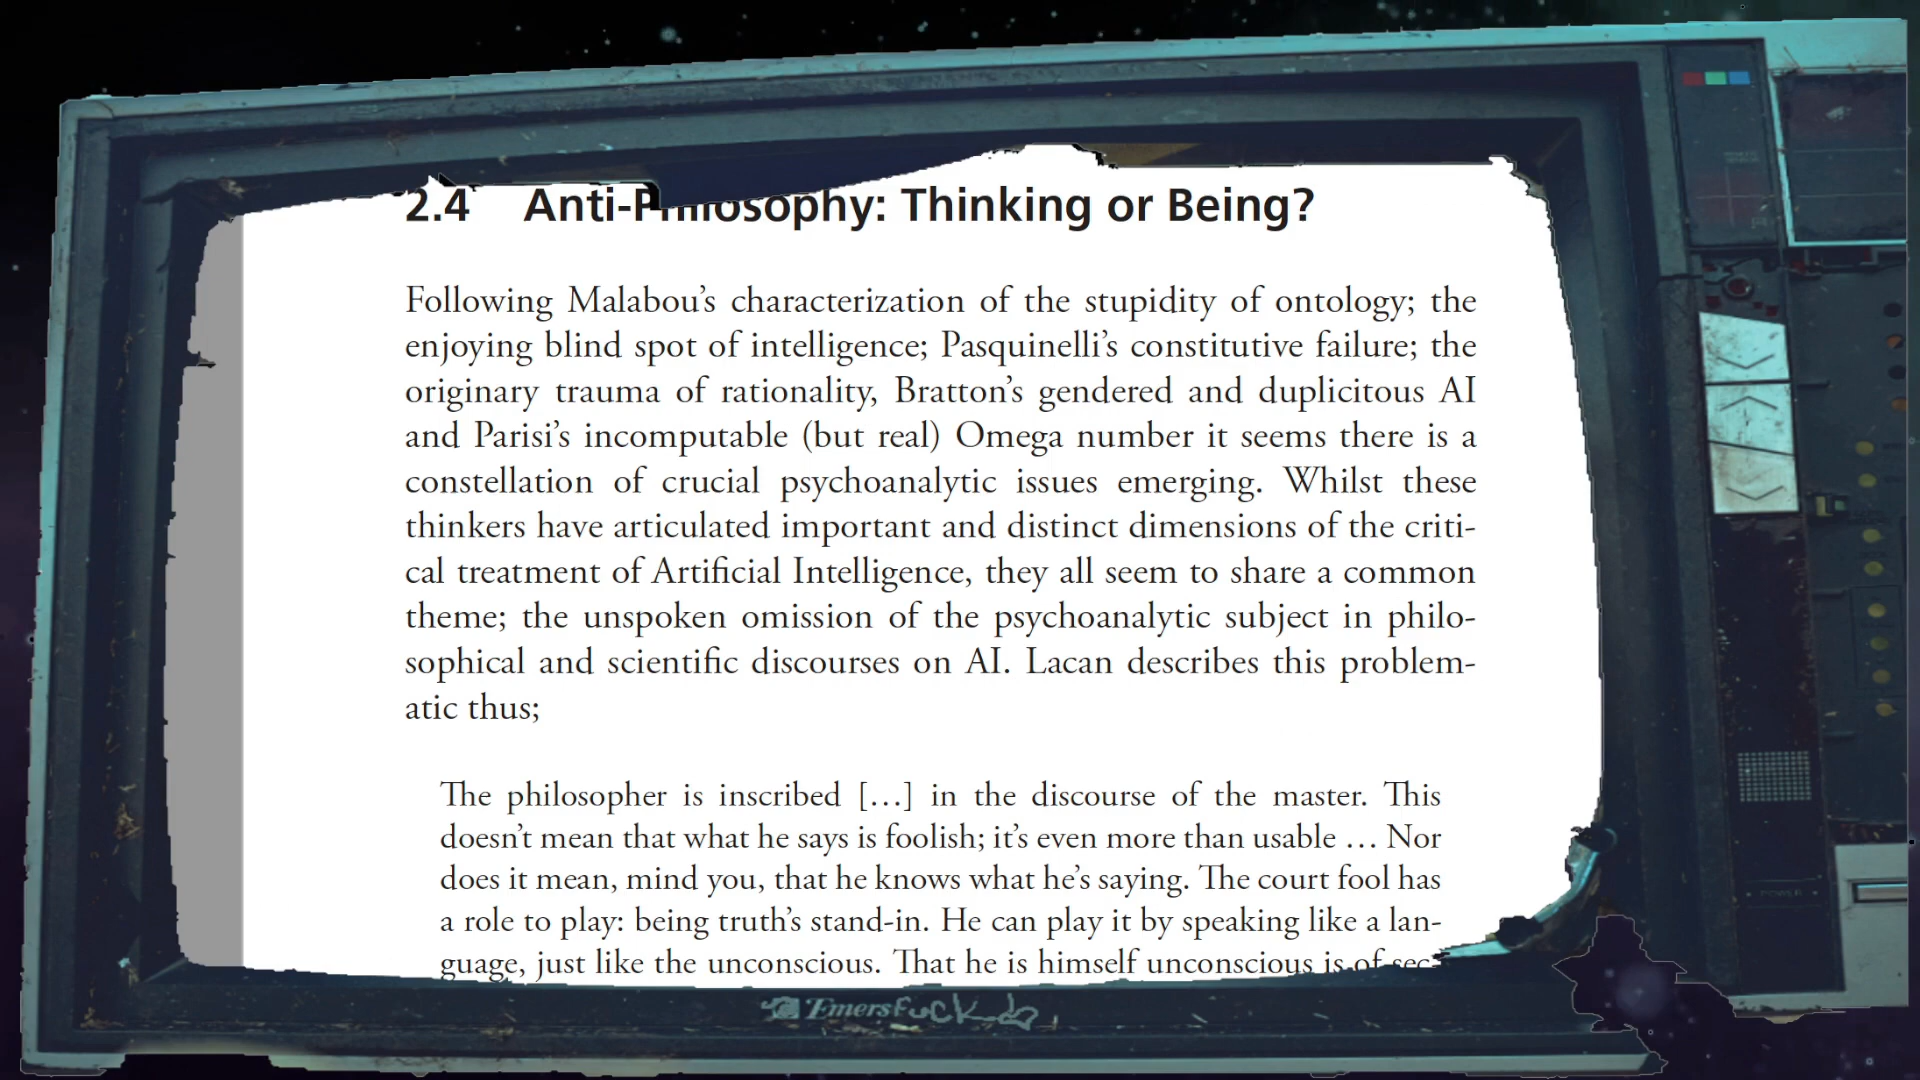 2.4 Anti-Philosophy: Thinking or Being?
Following Malabou's characterization of the stupidity of ontology; the
enjoying blind spot of intelligence; Pasquinelli's constitutive failure; the
originary trauma of rationality, Bratton's gendered and duplicitous AI
and Parisi's incomputable (but real) Omega number it seems there is a
constellation of crucial psychoanalytic issues emerging. Whilst these
thinkers have articulated important and distinct dimensions of the criti-
cal treatment of Artificial Intelligence, they all seem to share a common
theme; the unspoken omission of the psychoanalytic subject in philo-
sophical and scientific discourses on AI. Lacan describes this problem-
atic thus;
The philosopher is inscribed […] in the discourse of the master. This
doesn't mean that what he says is foolish; it's even more than usable … Nor
does it mean, mind you, that he knows what he's saying. The court fool has
a role to play: being truth's stand-in. He can play it by speaking like a lan-
guage, just like the unconscious. That he is himself unconscious is of sec-
POWER